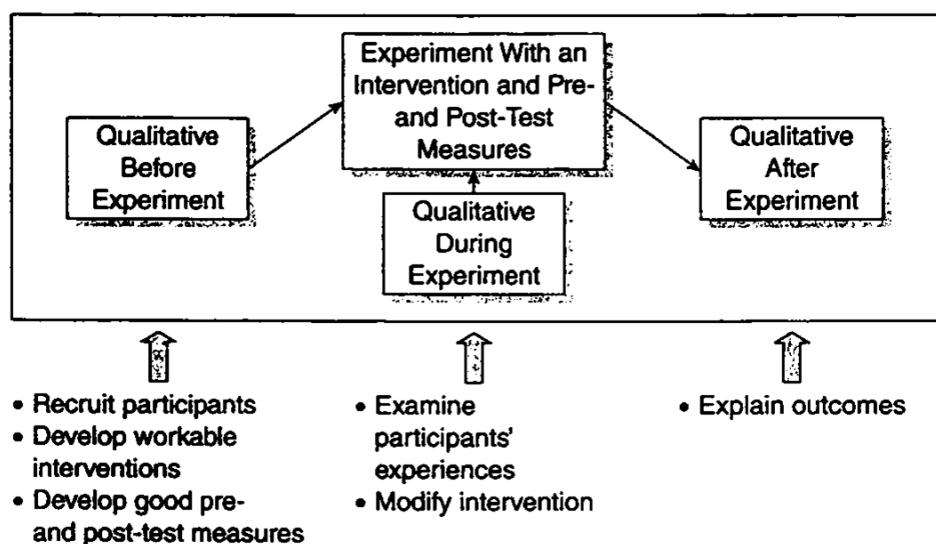 Experiment With an
Intervention and Pre-
and Post-Test
Measures
Qualitative
Before
Experiment
Qualitative
During
Experiment
Qualitative
After
Experiment
• Recruit participants
• Develop workable
interventions
• Develop good pre-
and post-test measures
• Examine
participants'
experiences
• Modify intervention
• Explain outcomes